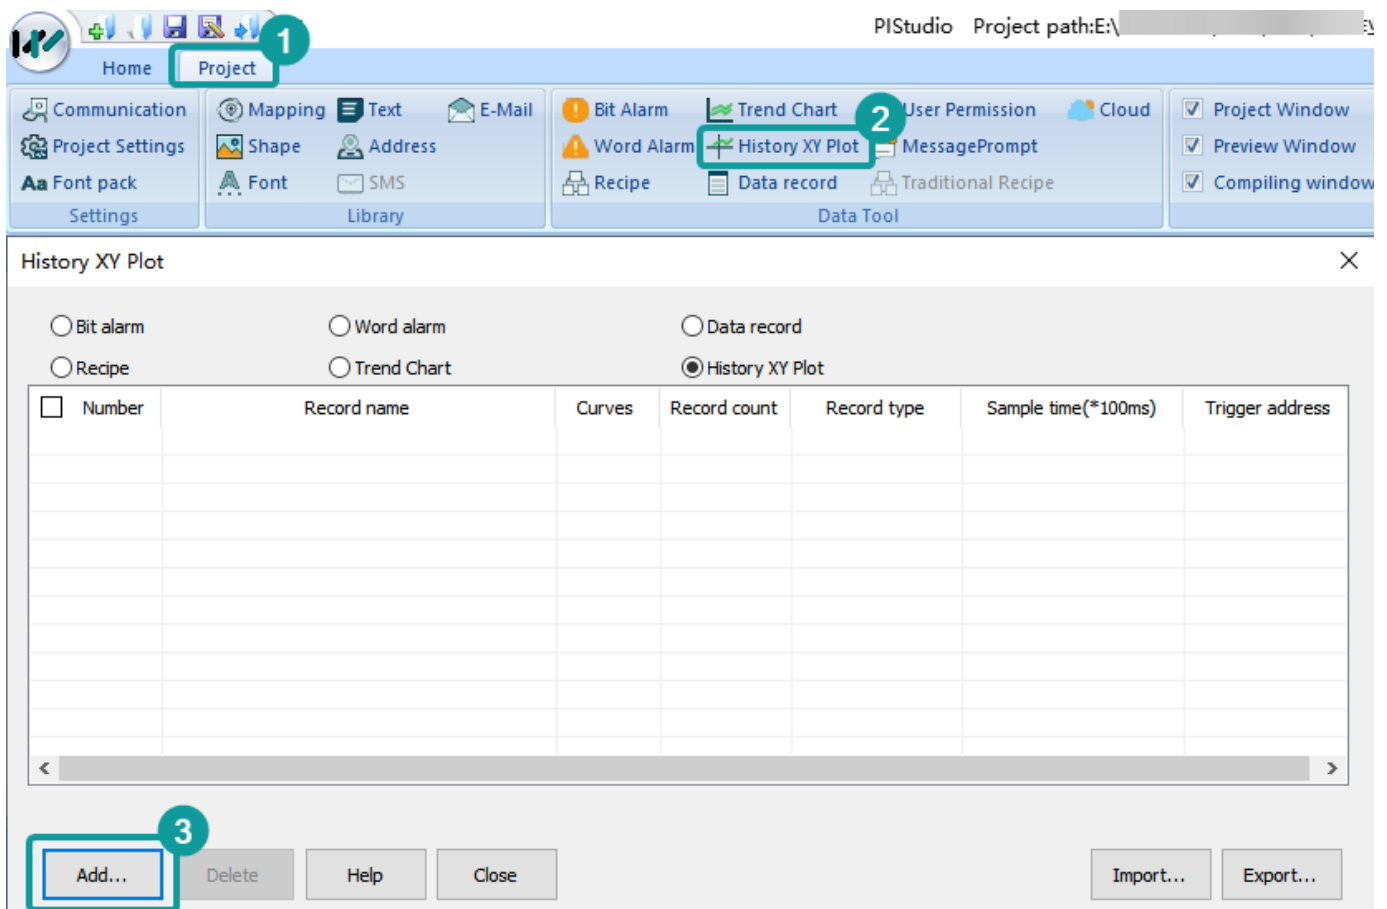 PIStudio Project path:E:\
1
Home Project
Communication Mapping Text E-Mail Bit Alarm Trend Chart User Permission Cloud Project Window
2
Project Settings Shape Address Word Alarm History XY Plot MessagePrompt Preview Window
Aa Font pack Font SMS Recipe Data record Traditional Recipe Compiling window
Settings Library Data Tool
History XY Plot
Bit alarm Word alarm Data record
Recipe Trend Chart History XY Plot
Number Record name Curves Record count Record type Sample time(*100ms) Trigger address
3
Add... Delete Help Close Import... Export...